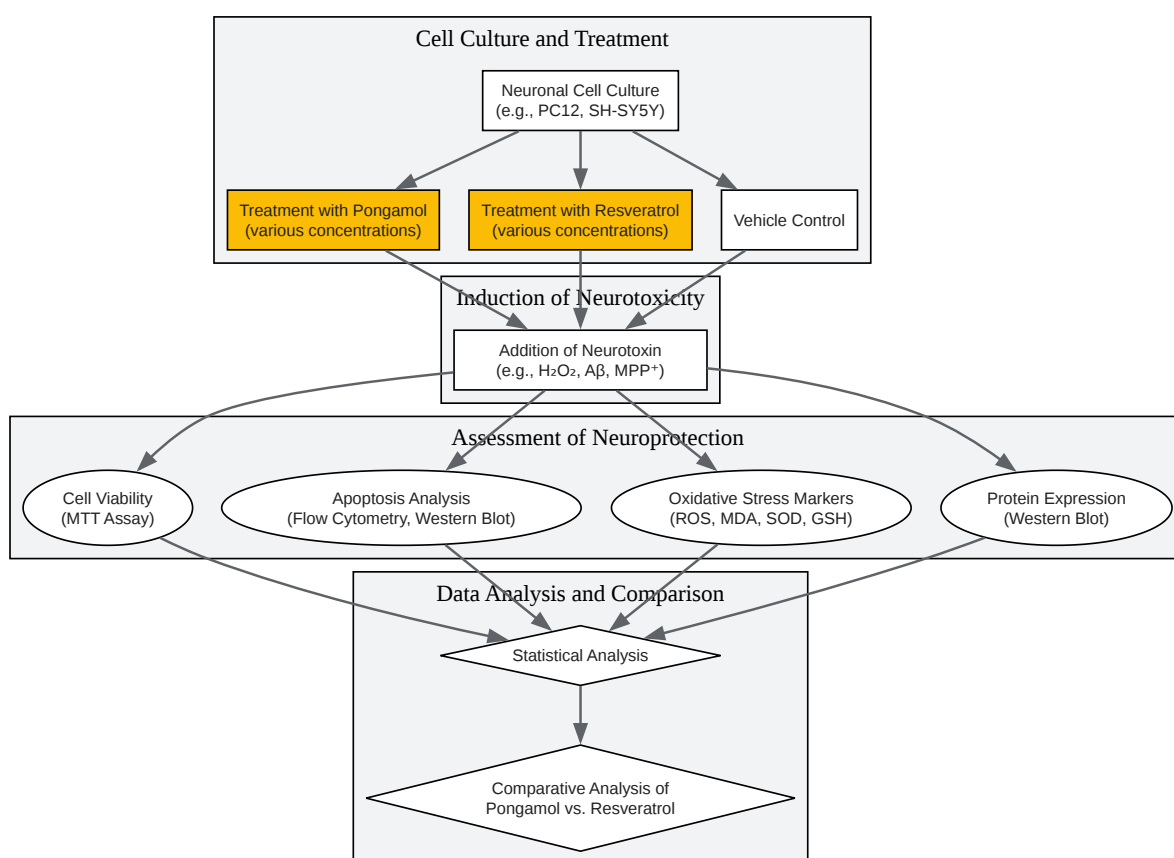 Cell Culture and Treatment
Neuronal Cell Culture
(e.g., PC12, SH-SY5Y)
Treatment with Pongamol
(various concentrations)
Treatment with Resveratrol
(various concentrations)
Vehicle Control
Induction of Neurotoxicity
Addition of Neurotoxin
(e.g., H₂O₂, Aβ, MPP⁺)
Assessment of Neuroprotection
Cell Viability
(MTT Assay)
Apoptosis Analysis
(Flow Cytometry, Western Blot)
Oxidative Stress Markers
(ROS, MDA, SOD, GSH)
Protein Expression
(Western Blot)
Data Analysis and Comparison
Statistical Analysis
Comparative Analysis of
Pongamol vs. Resveratrol